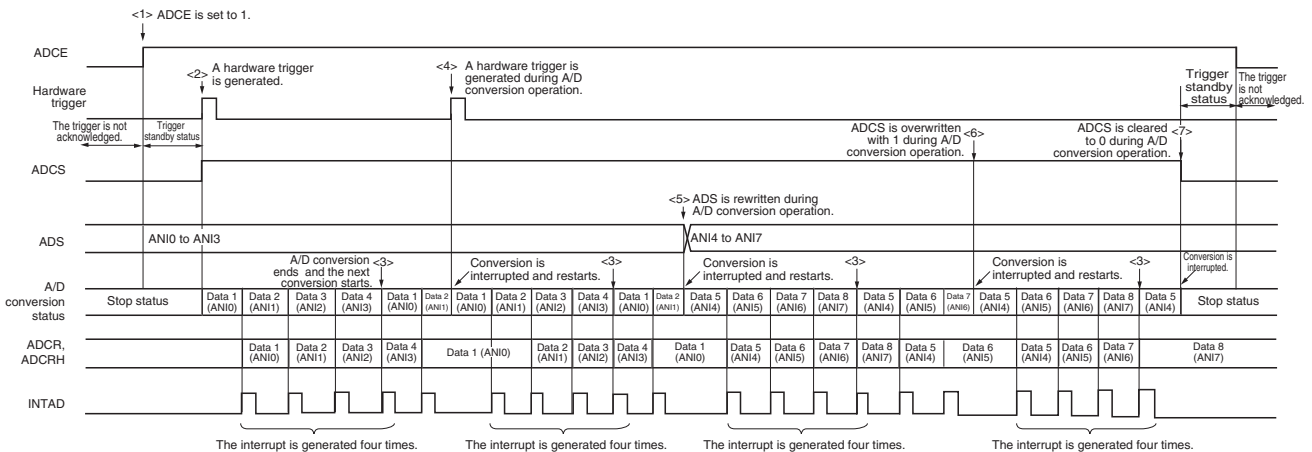 <1> ADCE is set to 1.
ADCE
<2> A hardware trigger
is generated.
<4> A hardware trigger is
generated during A/D
conversion operation.
Trigger
standby
status
The trigger
is not
acknowledged.
Hardware
trigger
The trigger is not
acknowledged.
Trigger
standby status
ADCS is overwritten <6>
with 1 during A/D
conversion operation.
ADCS is cleared <7>
to 0 during A/D
conversion operation.
ADCS
<5> ADS is rewritten during
A/D conversion operation.
ADS
ANI0 to ANI3
ANI4 to ANI7
A/D conversion <3>
ends and the next
conversion starts.
Conversion is
interrupted and restarts.
<3>
Conversion is
interrupted and restarts.
<3>
Conversion is
interrupted and restarts.
<3>
Conversion is
interrupted.
A/D
conversion
status
Stop status
Data 1 (ANI0)
Data 2 (ANI1)
Data 3 (ANI2)
Data 4 (ANI3)
Data 1 (ANI0)
Data 2 (ANI1)
Data 1 (ANI0)
Data 2 (ANI1)
Data 3 (ANI2)
Data 4 (ANI3)
Data 1 (ANI0)
Data 2 (ANI1)
Data 5 (ANI4)
Data 6 (ANI5)
Data 7 (ANI6)
Data 8 (ANI7)
Data 5 (ANI4)
Data 6 (ANI5)
Data 7 (ANI6)
Data 5 (ANI4)
Data 6 (ANI5)
Data 7 (ANI6)
Data 8 (ANI7)
Data 5 (ANI4)
Stop status
ADCR,
ADCRH
Data 1 (ANI0)
Data 2 (ANI1)
Data 3 (ANI2)
Data 4 (ANI3)
Data 1 (ANI0)
Data 2 (ANI1)
Data 3 (ANI2)
Data 4 (ANI3)
Data 1 (ANI0)
Data 5 (ANI4)
Data 6 (ANI5)
Data 7 (ANI6)
Data 8 (ANI7)
Data 5 (ANI4)
Data 6 (ANI5)
Data 5 (ANI4)
Data 6 (ANI5)
Data 7 (ANI6)
Data 8 (ANI7)
INTAD
The interrupt is generated four times.
The interrupt is generated four times.
The interrupt is generated four times.
The interrupt is generated four times.